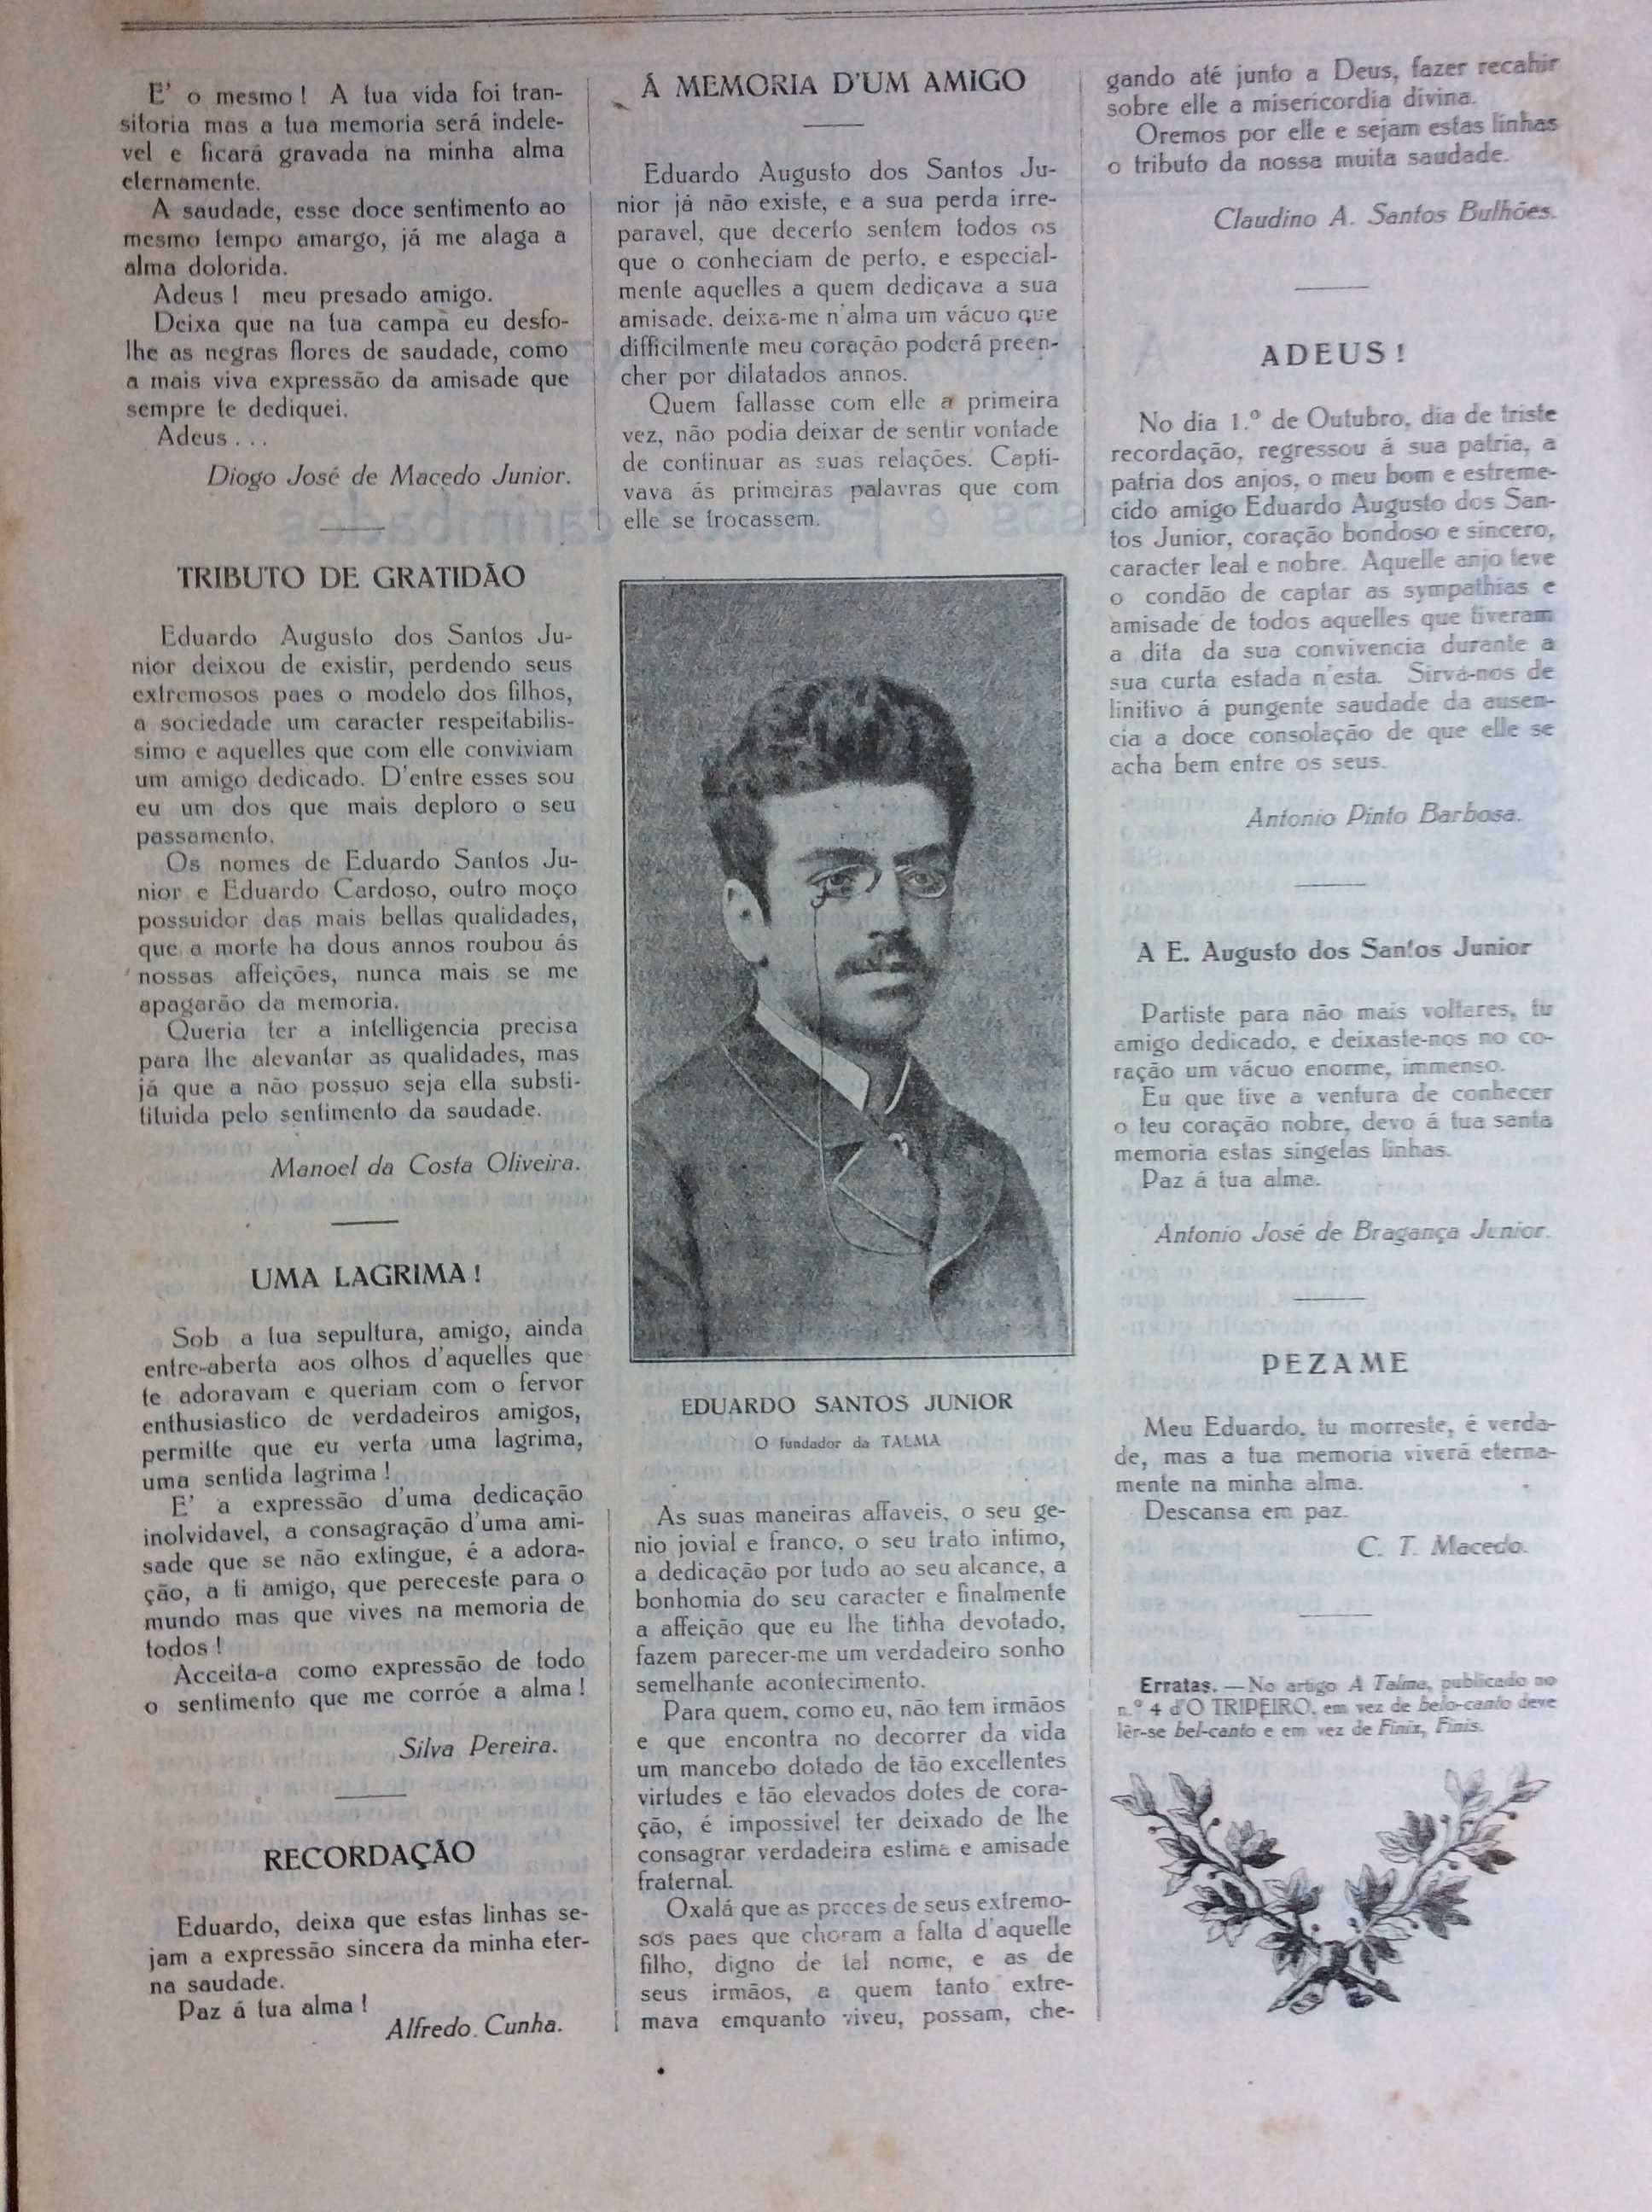 E' o mesmo! A tua vida foi tran-
sitoria mas a tua memoria será indele-
vel e ficará gravada na minha alma
eternamente.
A saudade, esse doce sentimento ao
mesmo tempo amargo, já me alaga a
alma dolorida.
Adeus! meu presado amigo.
Deixa que na tua campa eu desfo-
lhe as negras flores de saudade, como
a mais viva expressão da amisade que
sempre te dediquei.
Adeus...
Diogo José de Macedo Junior.
TRIBUTO DE GRATIDÃO
Eduardo Augusto dos Santos Ju-
nior deixou de existir, perdendo seus
extremosos paes o modelo dos filhos,
a sociedade um caracter respeitabilis-
simo e aquelles que com elle conviviam
um amigo dedicado. D'entre esses sou
eu um dos que mais deploro o seu
passamento.
Os nomes de Eduardo Santos Ju-
nior e Eduardo Cardoso, outro moço
possuidor das mais bellas qualidades,
que a morte ha dous annos roubou ás
nossas affeições, nunca mais se me
apagarão da memoria.
Queria ter a intelligencia precisa
para lhe alevantar as qualidades, mas
já que a não possuo seja ella substi-
tituida pelo sentimento da saudade.
Manoel da Costa Oliveira.
UMA LAGRIMA!
Sob a tua sepultura, amigo, ainda
entre-aberta aos olhos d'aquelles que
te adoravam e queriam com o fervor
enthusiastico de verdadeiros amigos,
permitte que eu verta uma lagrima,
uma sentida lagrima!
E' a expressão d'uma dedicação
inolvidavel, a consagração d'uma ami-
sade que se não extingue, é a adora-
ção, a ti amigo, que pereceste para o
mundo mas que vives na memoria de
todos!
Acceita-a como expressão de todo
o sentimento que me corróe a alma!
Silva Pereira.
RECORDAÇÃO
Eduardo, deixa que estas linhas se-
jam a expressão sincera da minha eter-
na saudade.
Paz á tua alma!
Alfredo. Cunha.
Á MEMORIA D'UM AMIGO
Eduardo Augusto dos Santos Ju-
nior já não existe, e a sua perda irre-
paravel, que decerto sentem todos os
que o conheciam de perto, e especial-
mente aquelles a quem dedicava a sua
amisade, deixa-me n'alma um vácuo que
difficilmente meu coração poderá preen-
cher por dilatados annos.
Quem fallasse com elle a primeira
vez, não podia deixar de sentir vontade
de continuar as suas relações. Capti-
vava ás primeiras palavras que com
elle se trocassem.
EDUARDO SANTOS JUNIOR
O fundador da TALMA
As suas maneiras affaveis, o seu ge-
nio jovial e franco, o seu trato intimo,
a dedicação por tudo ao seu alcance, a
bonhomia do seu caracter e finalmente
a affeição que eu lhe tinha devotado,
fazem parecer-me um verdadeiro sonho
semelhante acontecimento.
Para quem, como eu, não tem irmãos
e que encontra no decorrer da vida
um mancebo dotado de tão excellentes
virtudes e tão elevados dotes de cora-
ção, é impossivel ter deixado de lhe
consagrar verdadeira estima e amisade
fraternal.
Oxalá que as preces de seus extremo-
sos paes que choram a falta d'aquelle
filho, digno de tal nome, e as de
seus irmãos, a quem tanto extre-
mava emquanto viveu, possam, che-
gando até junto a Deus, fazer recahir
sobre elle a misericordia divina.
Oremos por elle e sejam estas linhas
o tributo da nossa muita saudade.
Claudino A. Santos Bulhões.
ADEUS!
No dia 1.º de Outubro, dia de triste
recordação, regressou á sua patria, a
patria dos anjos, o meu bom e estreme-
cido amigo Eduardo Augusto dos San-
tos Junior, coração bondoso e sincero,
caracter leal e nobre. Aquelle anjo teve
o condão de captar as sympathias e
amisade de todos aquelles que tiveram
a dita da sua convivencia durante a
sua curta estada n'esta. Sirva-nos de
linitivo á pungente saudade da ausen-
cia a doce consolação de que elle se
acha bem entre os seus.
Antonio Pinto Barbosa.
A E. Augusto dos Santos Junior
Partiste para não mais voltares, tu
amigo dedicado, e deixaste-nos no co-
ração um vácuo enorme, immenso.
Eu que tive a ventura de conhecer
o teu coração nobre, devo á tua santa
memoria estas singelas linhas.
Paz á tua alma.
Antonio José de Bragança Junior.
PEZAME
Meu Eduardo, tu morreste, é verda-
de, mas a tua memoria viverá eterna-
mente na minha alma.
Descansa em paz.
C. T. Macedo.
Erratas.—No artigo A Talma, publicado no
n.º 4 d'O TRIPEIRO, em vez de belo-canto deve
lêr-se bel-canto e em vez de Finix, Finis.